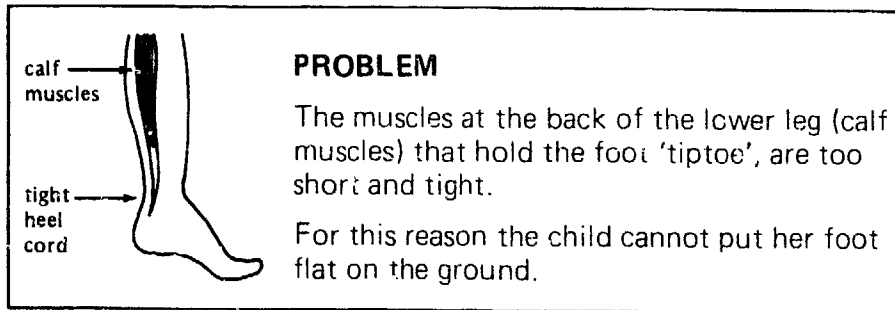 calf
muscles
tight
heel
cord
PROBLEM
The muscles at the back of the lower leg (calf
muscles) that hold the foot 'tiptoe', are too
short and tight.
For this reason the child cannot put her foot
flat on the ground.